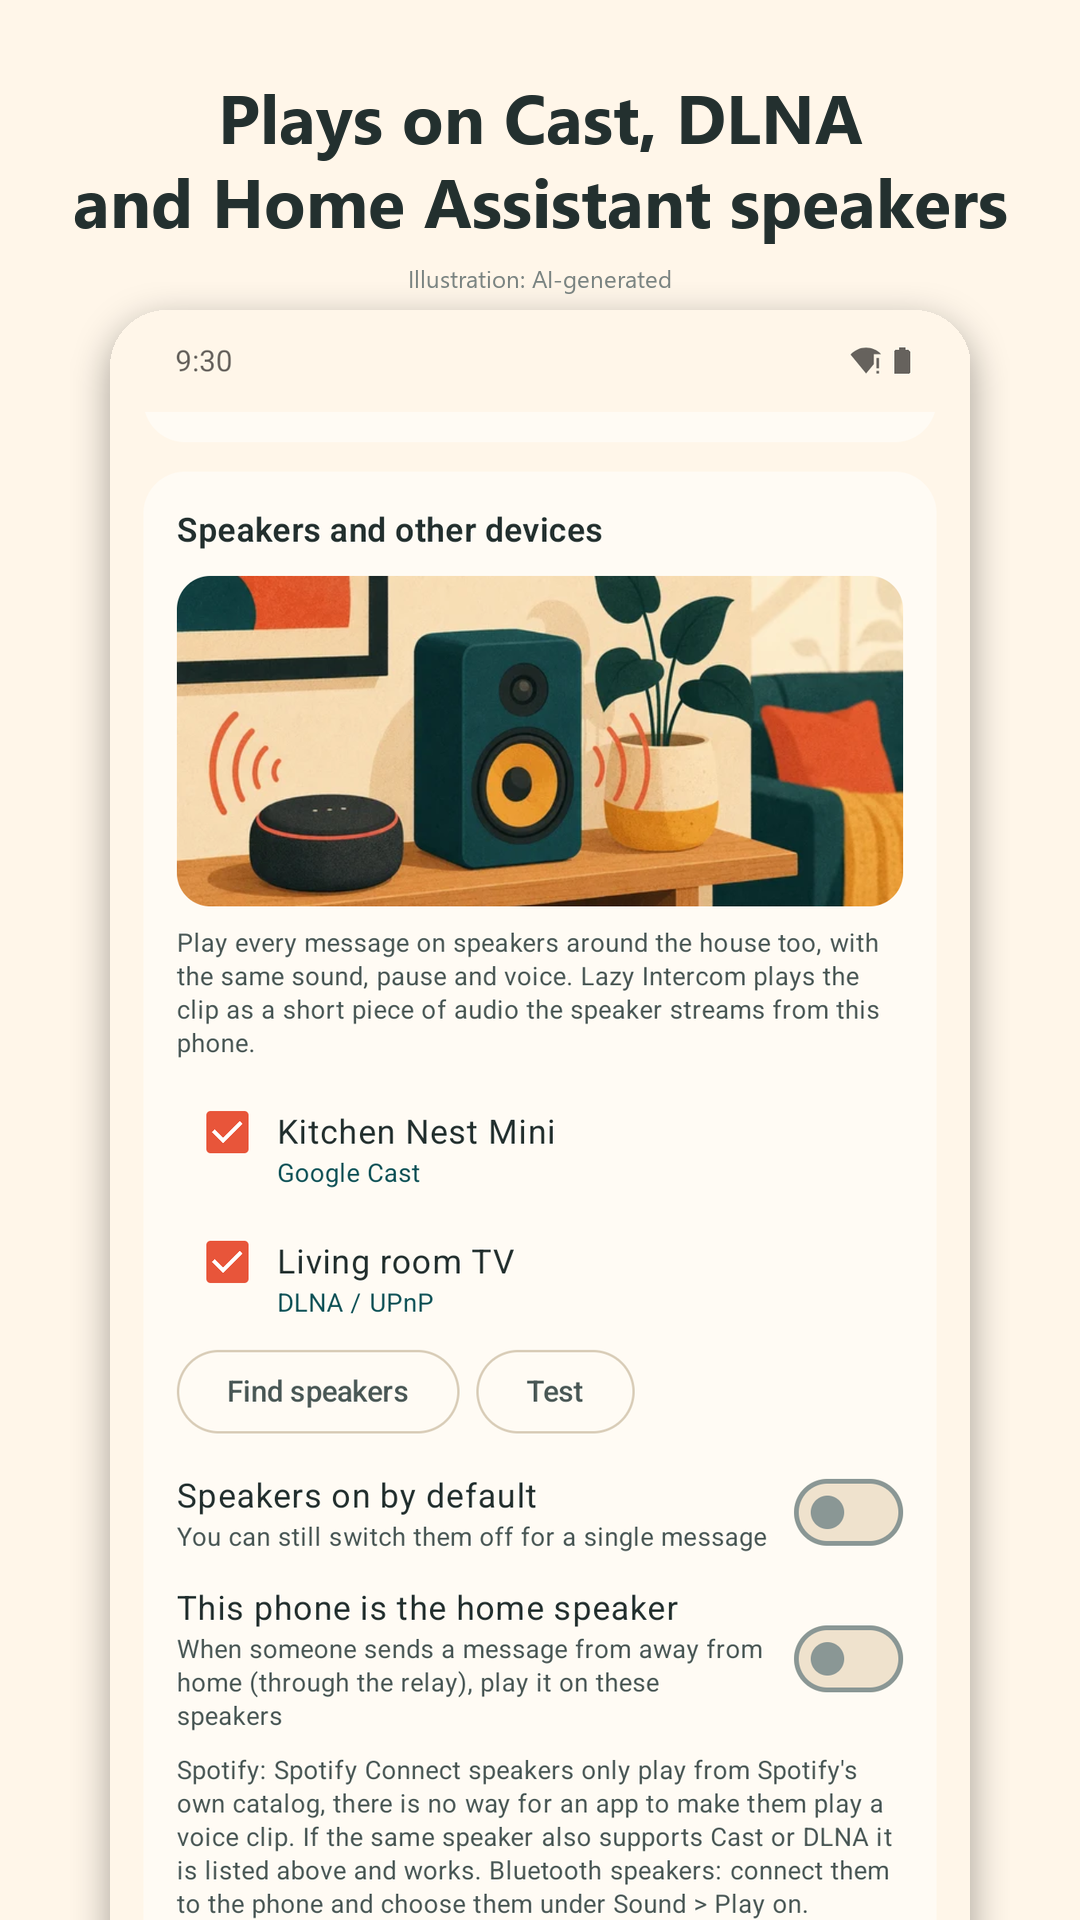 Plays on Cast, DLNA
and Home Assistant speakers
Illustration: AI-generated
9:30
Speakers and other devices
Play every message on speakers around the house too, with
the same sound, pause and voice. Lazy Intercom plays the
clip as a short piece of audio the speaker streams from this
phone.
Kitchen Nest Mini
Google Cast
Living room TV
DLNA / UPnP
Find speakers
Test
Speakers on by default
You can still switch them off for a single message
This phone is the home speaker
When someone sends a message from away from
home (through the relay), play it on these
speakers
Spotify: Spotify Connect speakers only play from Spotify's
own catalog, there is no way for an app to make them play a
voice clip. If the same speaker also supports Cast or DLNA it
is listed above and works. Bluetooth speakers: connect them
to the phone and choose them under Sound > Play on.